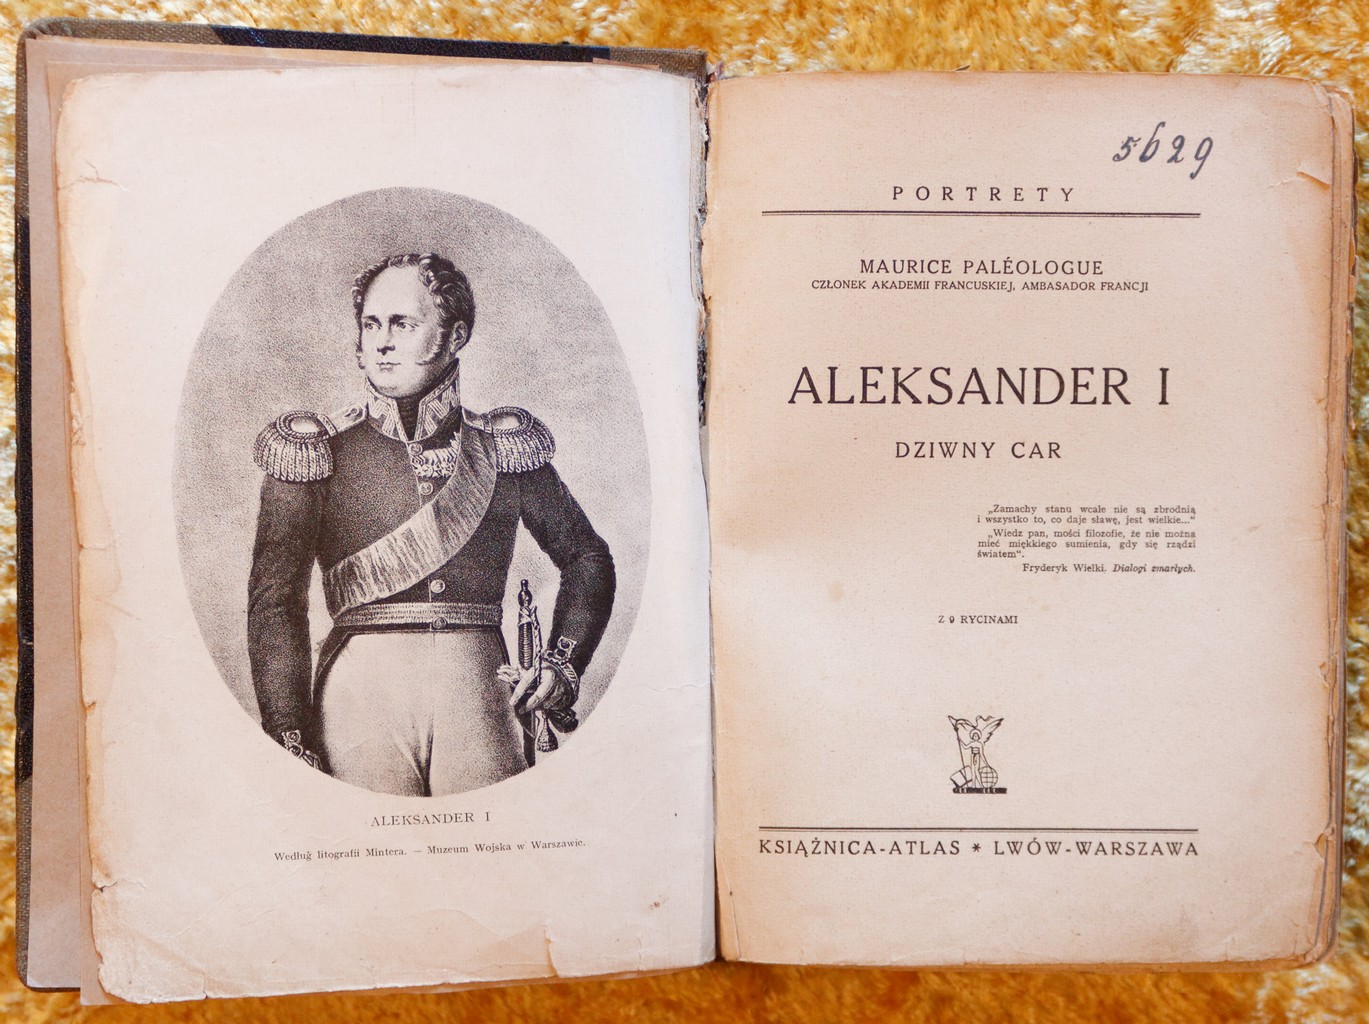 ALEKSANDER I
Według litografii Mintera. — Muzeum Wojska w Warszawie.
5629
PORTRETY
MAURICE PALÉOLOGUE
CZŁONEK AKADEMII FRANCUSKIEJ, AMBASADOR FRANCJI
ALEKSANDER I
DZIWNY CAR
„Zamachy stanu wcale nie są zbrodnią
i wszystko to, co daje sławę, jest wielkie..."
„Wiedz pan, mości filozofie, że nie można
mieć miękkiego sumienia, gdy się rządzi
światem".
Fryderyk Wielki. Dialogi zmarłych.
Z 9 RYCINAMI
KSIĄŻNICA-ATLAS * LWÓW-WARSZAWA